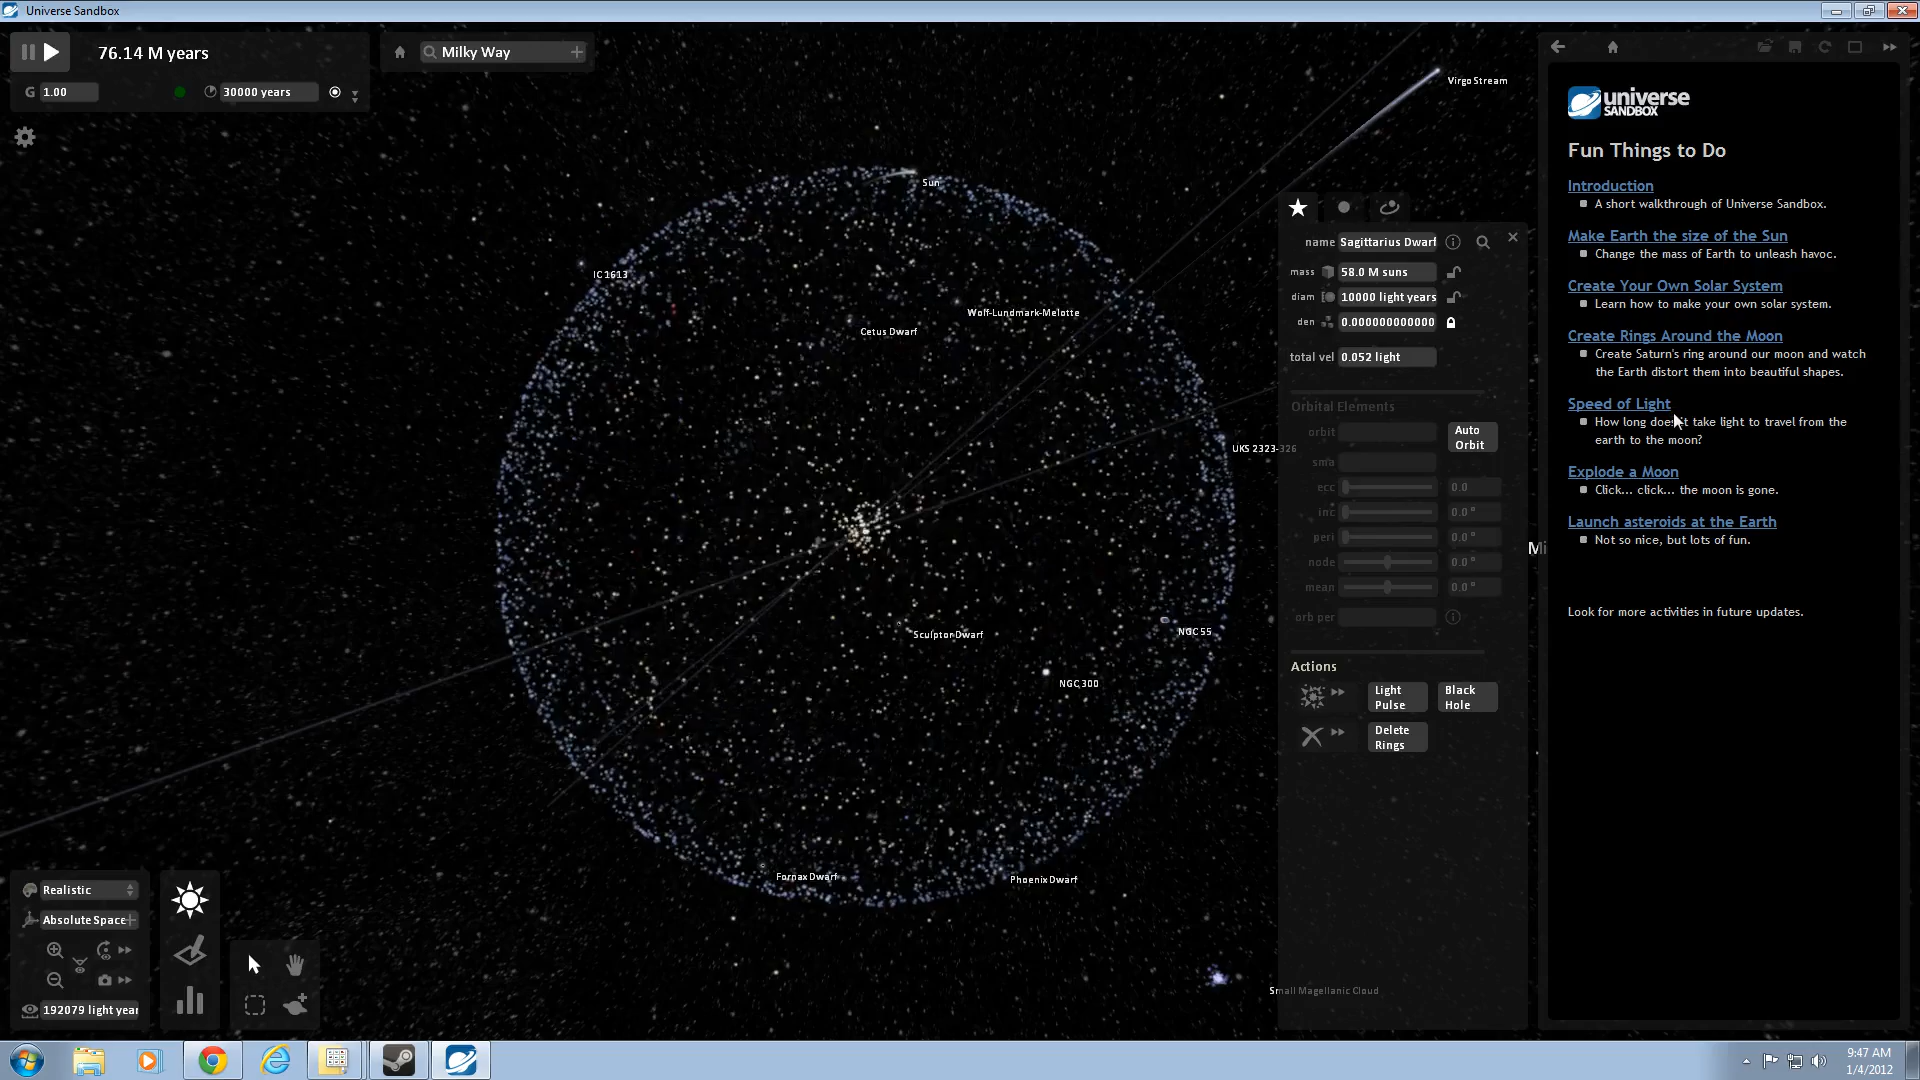 Universe Sandbox
76.14 M years
G 1.00
30000 years
Milky Way
Virgo Stream
Sun
IC 1613
Wolf-Lundmark-Melotte
Cetus Dwarf
UKS 2323-326
Mi
Sculptor Dwarf
NGC 55
NGC 300
Fornax Dwarf
Phoenix Dwarf
Small Magellanic Cloud
name Sagittarius Dwarf
mass 58.0 M suns
diam 10000 light years
den 0.000000000000
total vel 0.052 light
Orbital Elements
orbit
Auto Orbit
sma
ecc 0.0
inc 0.0 °
peri 0.0 °
node 0.0 °
mean 0.0 °
orb per
Actions
Light Pulse
Black Hole
Delete Rings
universe SANDBOX
Fun Things to Do
Introduction
A short walkthrough of Universe Sandbox.
Make Earth the size of the Sun
Change the mass of Earth to unleash havoc.
Create Your Own Solar System
Learn how to make your own solar system.
Create Rings Around the Moon
Create Saturn's ring around our moon and watch
the Earth distort them into beautiful shapes.
Speed of Light
How long does it take light to travel from the
earth to the moon?
Explode a Moon
Click... click... the moon is gone.
Launch asteroids at the Earth
Not so nice, but lots of fun.
Look for more activities in future updates.
Realistic
Absolute Space
192079 light year
9:47 AM
1/4/2012